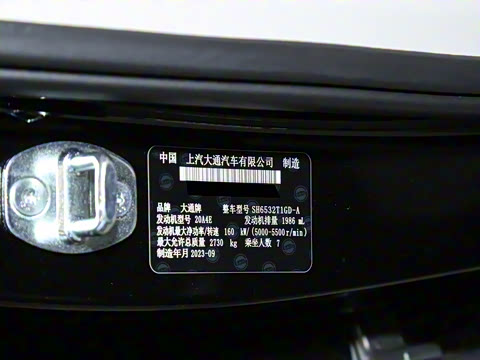 中国 上汽大通汽车有限公司 制造
品牌 大通牌 整车型号 SH6532T1GD-A
发动机型号 20A4E 发动机排量 1986 mL
发动机最大净功率/转速 160 kW/(5000-5500r/min)
最大允许总质量 2730 kg 乘坐人数 7
制造年月 2023-09